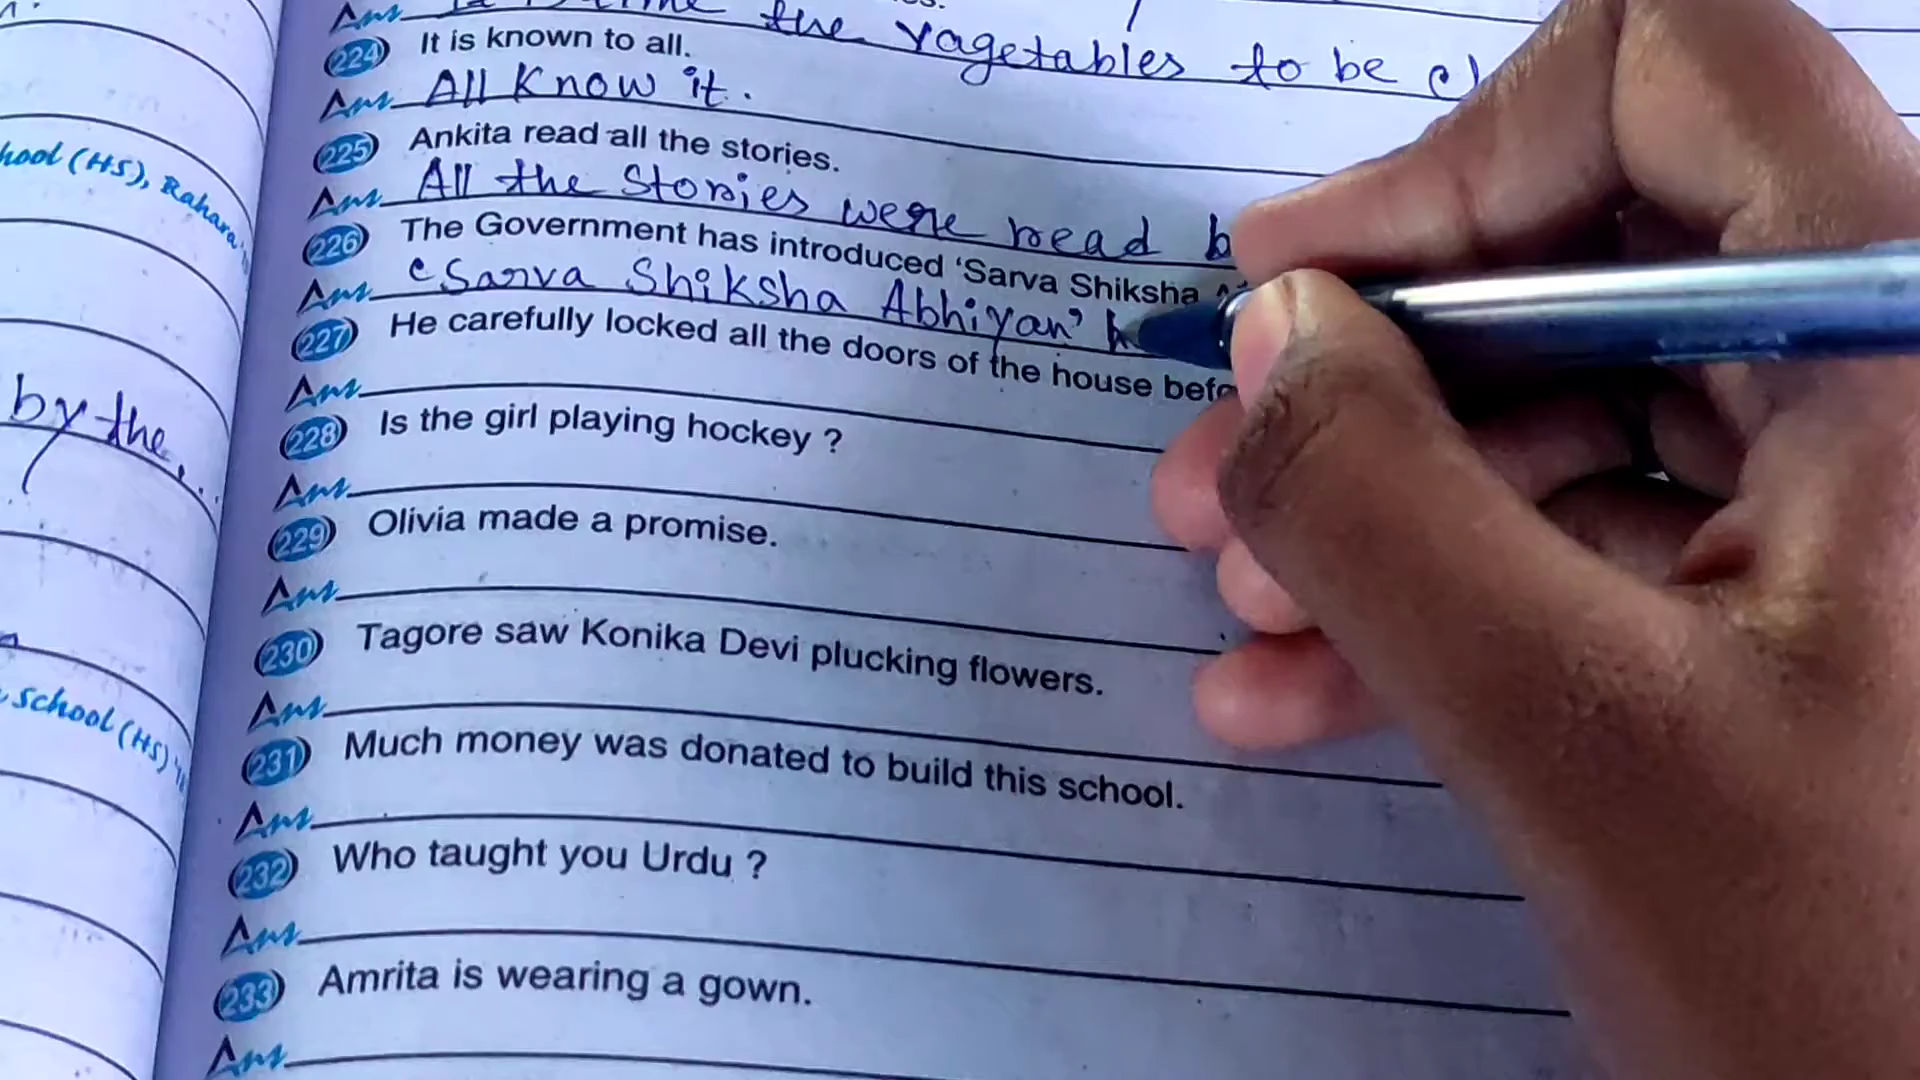 Ans the vagetables to be
224 It is known to all.
Ans All Know it.
225 Ankita read all the stories.
Ans All the Stories were read
226 The Government has introduced 'Sarva Shiksha
Ans 'Sarva Shiksha Abhiyan'
227 He carefully locked all the doors of the house
Ans
228 Is the girl playing hockey ?
Ans
229 Olivia made a promise.
Ans
230 Tagore saw Konika Devi plucking flowers.
Ans
231 Much money was donated to build this school.
Ans
232 Who taught you Urdu ?
Ans
233 Amrita is wearing a gown.
Ans
(HS), Rahara
by the...
school (HS)